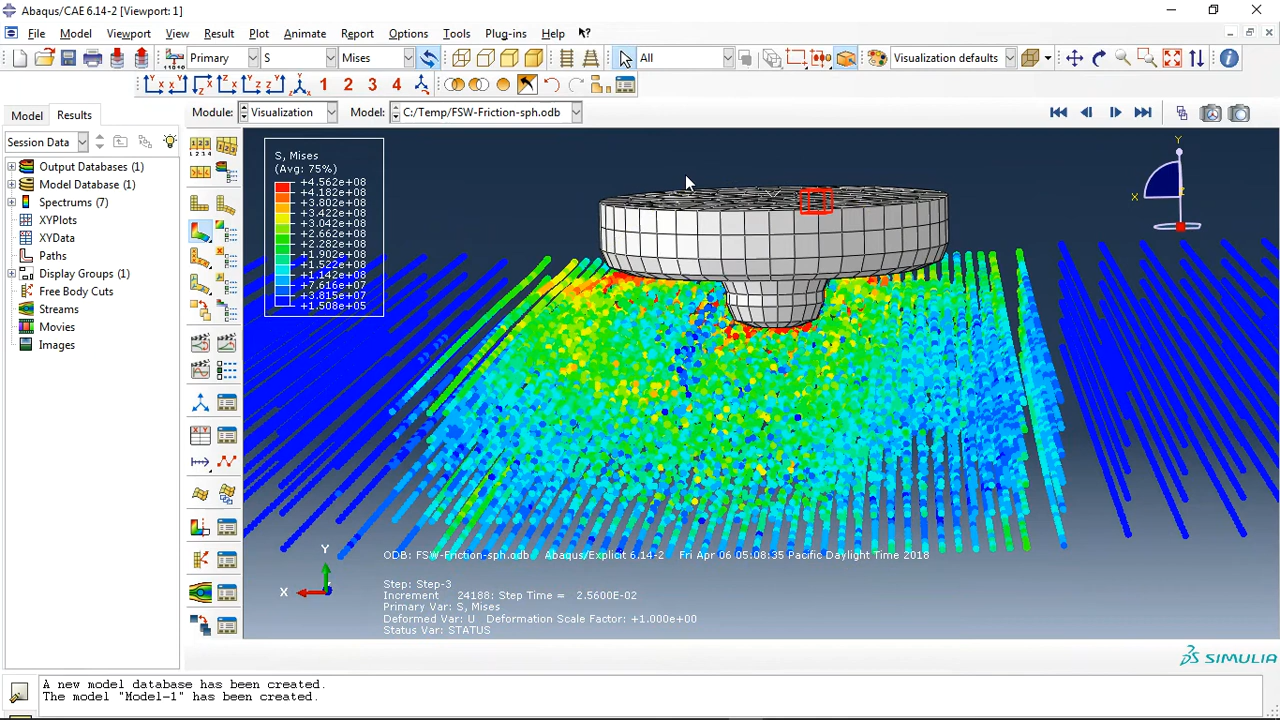 Abaqus/CAE 6.14-2 [Viewport: 1]
File Model Viewport View Result Plot Animate Report Options Tools Plug-ins Help
Primary S Mises All Visualization defaults
1 2 3 4
Model Results Module: Visualization Model: C:/Temp/FSW-Friction-sph.odb
Session Data
Output Databases (1)
Model Database (1)
Spectrums (7)
XYPlots
XYData
Paths
Display Groups (1)
Free Body Cuts
Streams
Movies
Images
S, Mises
(Avg: 75%)
+4.562e+08
+4.182e+08
+3.802e+08
+3.422e+08
+3.042e+08
+2.662e+08
+2.282e+08
+1.902e+08
+1.522e+08
+1.142e+08
+7.616e+07
+3.815e+07
+1.508e+05
Y
X
Z
Y
X
ODB: FSW-Friction-sph.odb Abaqus/Explicit 6.14-2 Fri Apr 06 05:08:35 Pacific Daylight Time 2018
Step: Step-3
Increment 24188: Step Time = 2.5600E-02
Primary Var: S, Mises
Deformed Var: U Deformation Scale Factor: +1.000e+00
Status Var: STATUS
SIMULIA
A new model database has been created.
The model "Model-1" has been created.